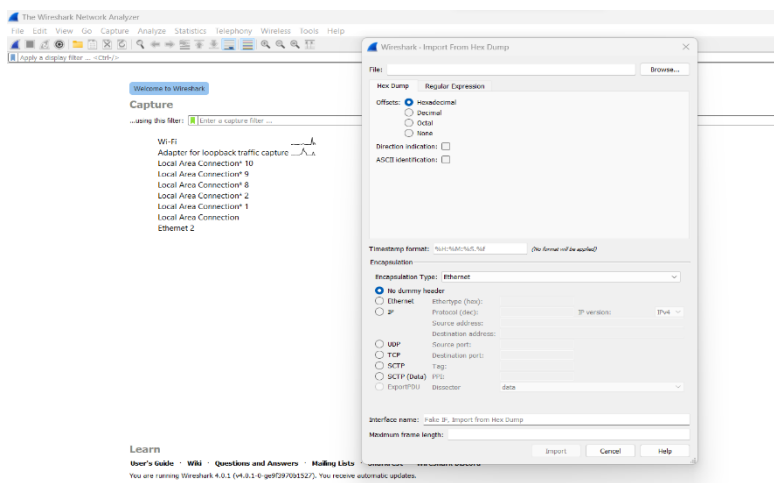 The Wireshark Network Analyzer
File Edit View Go Capture Analyze Statistics Telephony Wireless Tools Help
Apply a display filter ... <Ctrl-/>
Welcome to Wireshark
Capture
...using this filter: Enter a capture filter ...
Wi-Fi
Adapter for loopback traffic capture
Local Area Connection* 10
Local Area Connection* 9
Local Area Connection* 8
Local Area Connection* 2
Local Area Connection* 1
Local Area Connection
Ethernet 2
Learn
User's Guide · Wiki · Questions and Answers · Mailing Lists ·
You are running Wireshark 4.0.1 (v4.0.1-0-ge9f3970b1527). You receive automatic updates.
Wireshark · Import From Hex Dump
File: Browse...
Hex Dump Regular Expression
Offsets: Hexadecimal
Decimal
Octal
None
Direction indication:
ASCII identification:
Timestamp format: %H:%M:%S.%f (No format will be applied)
Encapsulation
Encapsulation Type: Ethernet
No dummy header
Ethernet Ethertype (hex):
IP Protocol (dec): IP version: IPv4
Source address:
Destination address:
UDP Source port:
TCP Destination port:
SCTP Tag:
SCTP (Data) PPI:
ExportPDU Dissector data
Interface name: Fake IF, Import from Hex Dump
Maximum frame length:
Import Cancel Help